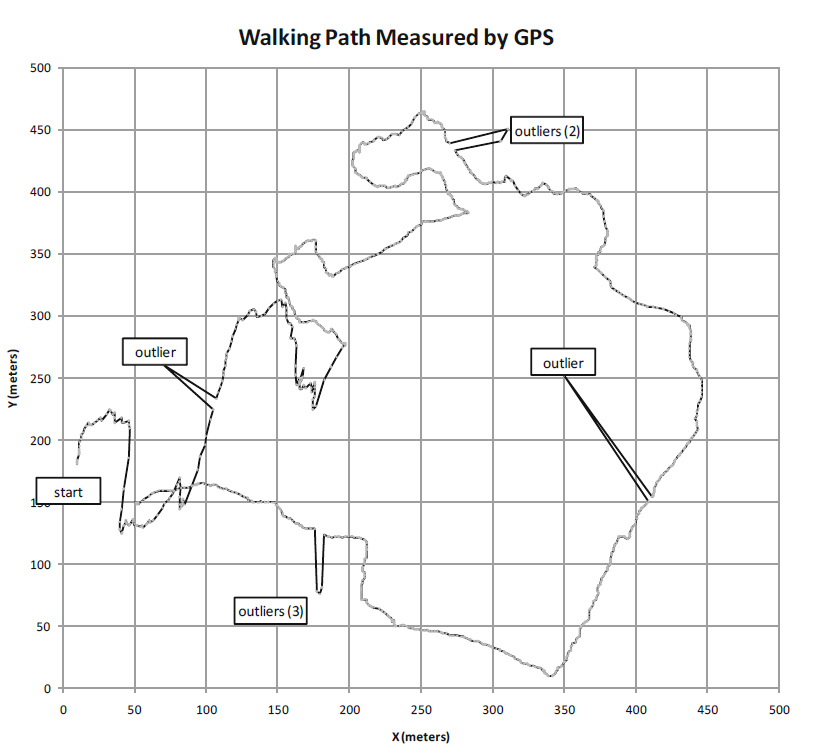 Walking Path Measured by GPS
500
450
400
350
300
250
200
150
100
50
0
Y (meters)
outliers (2)
outlier
outlier
start
outliers (3)
0 50 100 150 200 250 300 350 400 450 500
X (meters)